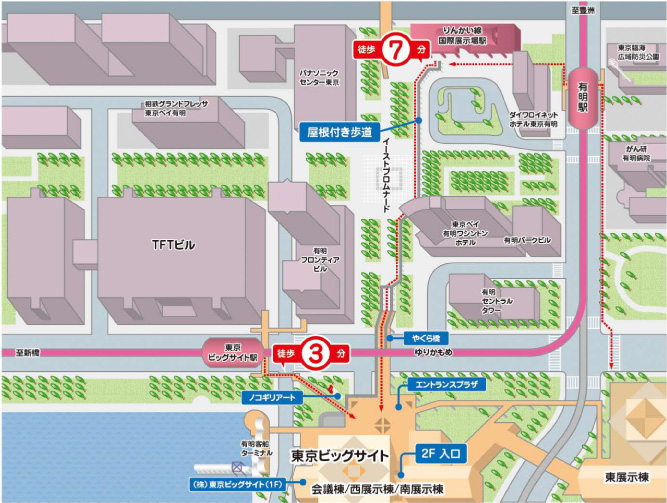 至豊洲
りんかい線
国際展示場駅
徒歩 7 分
東京臨海
広域防災公園
パナソニック
センター東京
相鉄グランドフレッサ
東京ベイ有明
有明駅
ダイワロイネット
ホテル東京有明
屋根付き歩道
がん研
有明病院
イーストプロムナード
東京ベイ
有明ワシントン
ホテル
有明パークビル
TFTビル
有明
フロンティア
ビル
有明
セントラル
タワー
やぐら橋
至新橋
東京
ビッグサイト駅
徒歩 3 分
ゆりかもめ
エントランスプラザ
ノコギリアート
有明客船
ターミナル
東京ビッグサイト
2F 入口
(株)東京ビッグサイト(1F)
会議棟/西展示棟/南展示棟
東展示棟